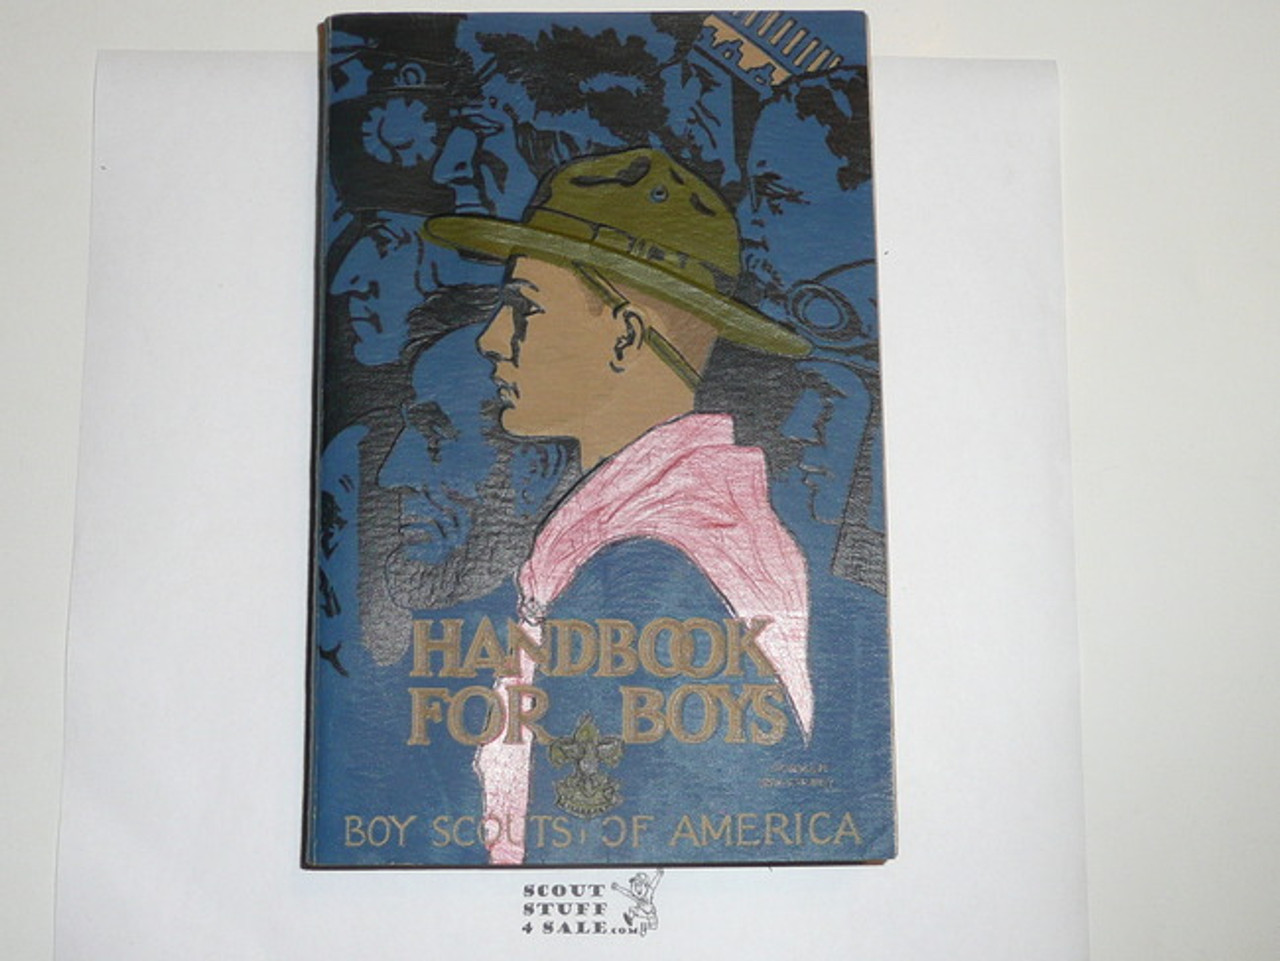 HANDBOOK
FOR BOYS
BOY SCOUTS OF AMERICA
SCOUT
STUFF
4 SALE.COM